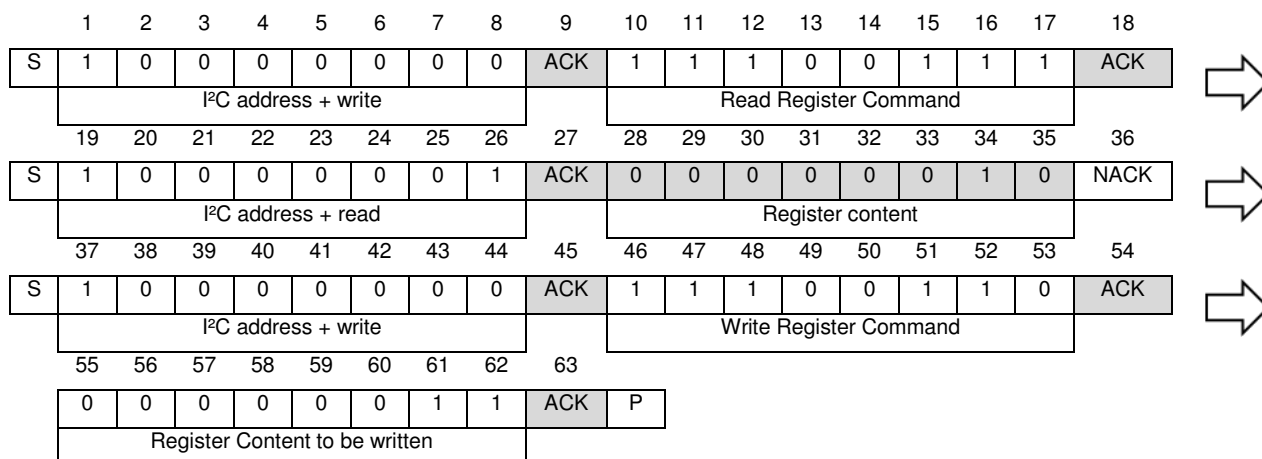 1 2 3 4 5 6 7 8 9 10 11 12 13 14 15 16 17 18
S 1 0 0 0 0 0 0 0 ACK 1 1 1 0 0 1 1 1 ACK
I²C address + write Read Register Command
19 20 21 22 23 24 25 26 27 28 29 30 31 32 33 34 35 36
S 1 0 0 0 0 0 0 1 ACK 0 0 0 0 0 0 1 0 NACK
I²C address + read Register content
37 38 39 40 41 42 43 44 45 46 47 48 49 50 51 52 53 54
S 1 0 0 0 0 0 0 0 ACK 1 1 1 0 0 1 1 0 ACK
I²C address + write Write Register Command
55 56 57 58 59 60 61 62 63
0 0 0 0 0 0 1 1 ACK P
Register Content to be written